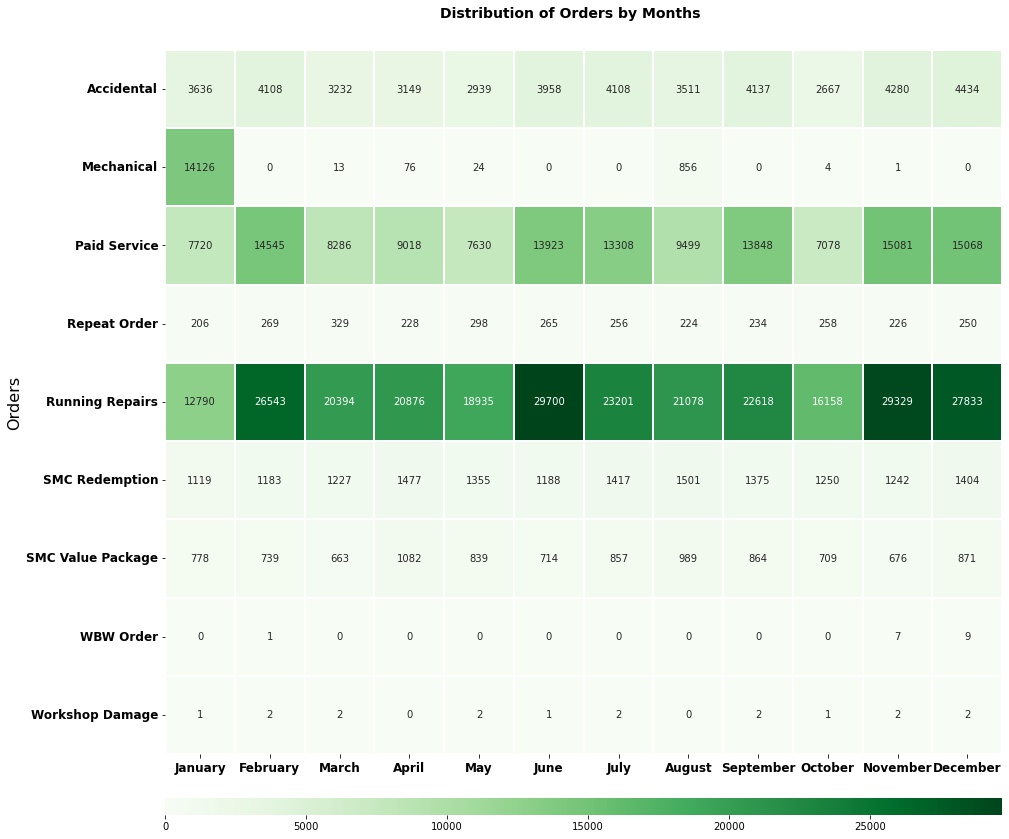 Distribution of Orders by Months
Orders
Accidental 3636 4108 3232 3149 2939 3958 4108 3511 4137 2667 4280 4434
Mechanical 14126 0 13 76 24 0 0 856 0 4 1 0
Paid Service 7720 14545 8286 9018 7630 13923 13308 9499 13848 7078 15081 15068
Repeat Order 206 269 329 228 298 265 256 224 234 258 226 250
Running Repairs 12790 26543 20394 20876 18935 29700 23201 21078 22618 16158 29329 27833
SMC Redemption 1119 1183 1227 1477 1355 1188 1417 1501 1375 1250 1242 1404
SMC Value Package 778 739 663 1082 839 714 857 989 864 709 676 871
WBW Order 0 1 0 0 0 0 0 0 0 0 7 9
Workshop Damage 1 2 2 0 2 1 2 0 2 1 2 2
January February March April May June July August September October November December
0 5000 10000 15000 20000 25000